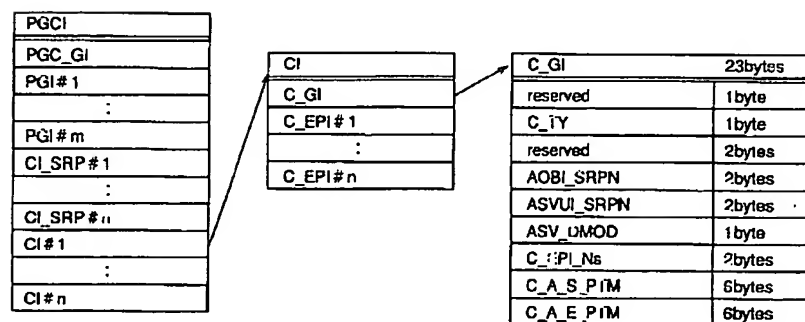 PGCI
PGC_GI
PGI#1
:
PGI#m
CI_SRP#1
:
CI_SRP#n
CI#1
:
CI#n
CI
C_GI
C_EPI#1
:
C_EPI#n
C_GI 23bytes
reserved 1byte
C_TY 1byte
reserved 2bytes
AOBI_SRPN 2bytes
ASVUI_SRPN 2bytes
ASV_DMOD 1byte
C_EPI_Ns 2bytes
C_A_S_PTM 6bytes
C_A_E_PTM 6bytes